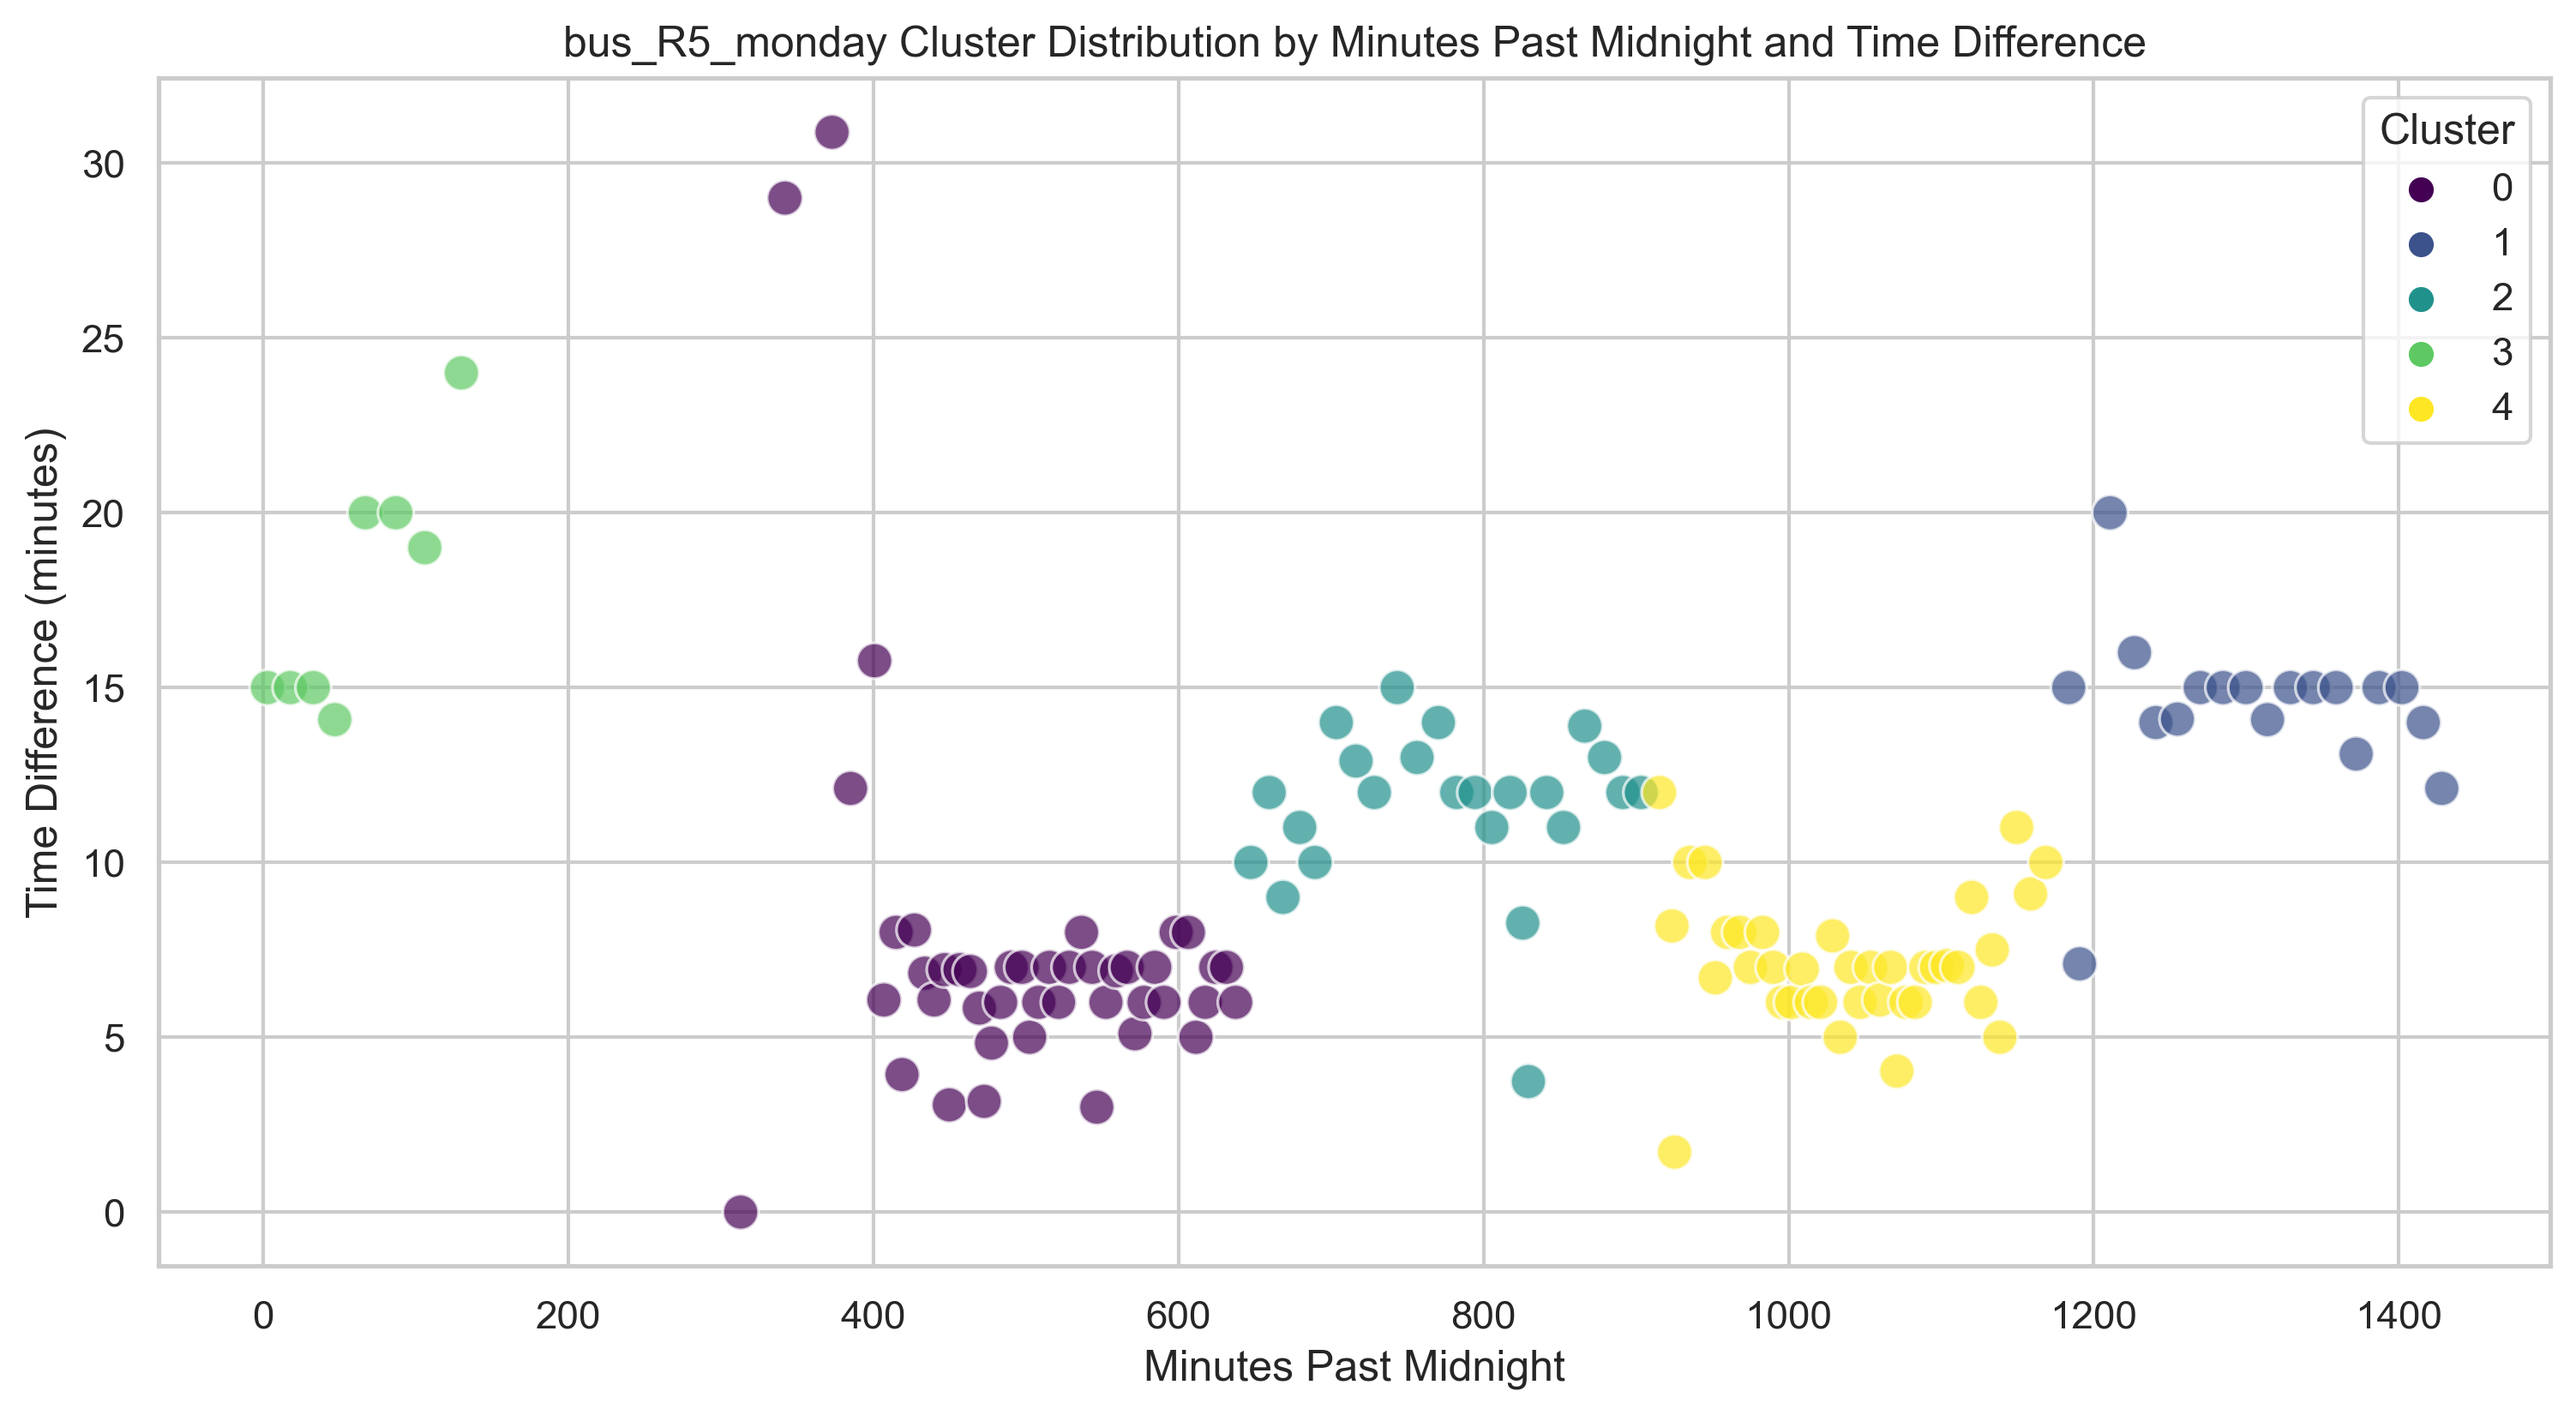 bus_R5_monday Cluster Distribution by Minutes Past Midnight and Time Difference
Cluster
0
1
2
3
4
Time Difference (minutes)
30
25
20
15
10
5
0
0 200 400 600 800 1000 1200 1400
Minutes Past Midnight